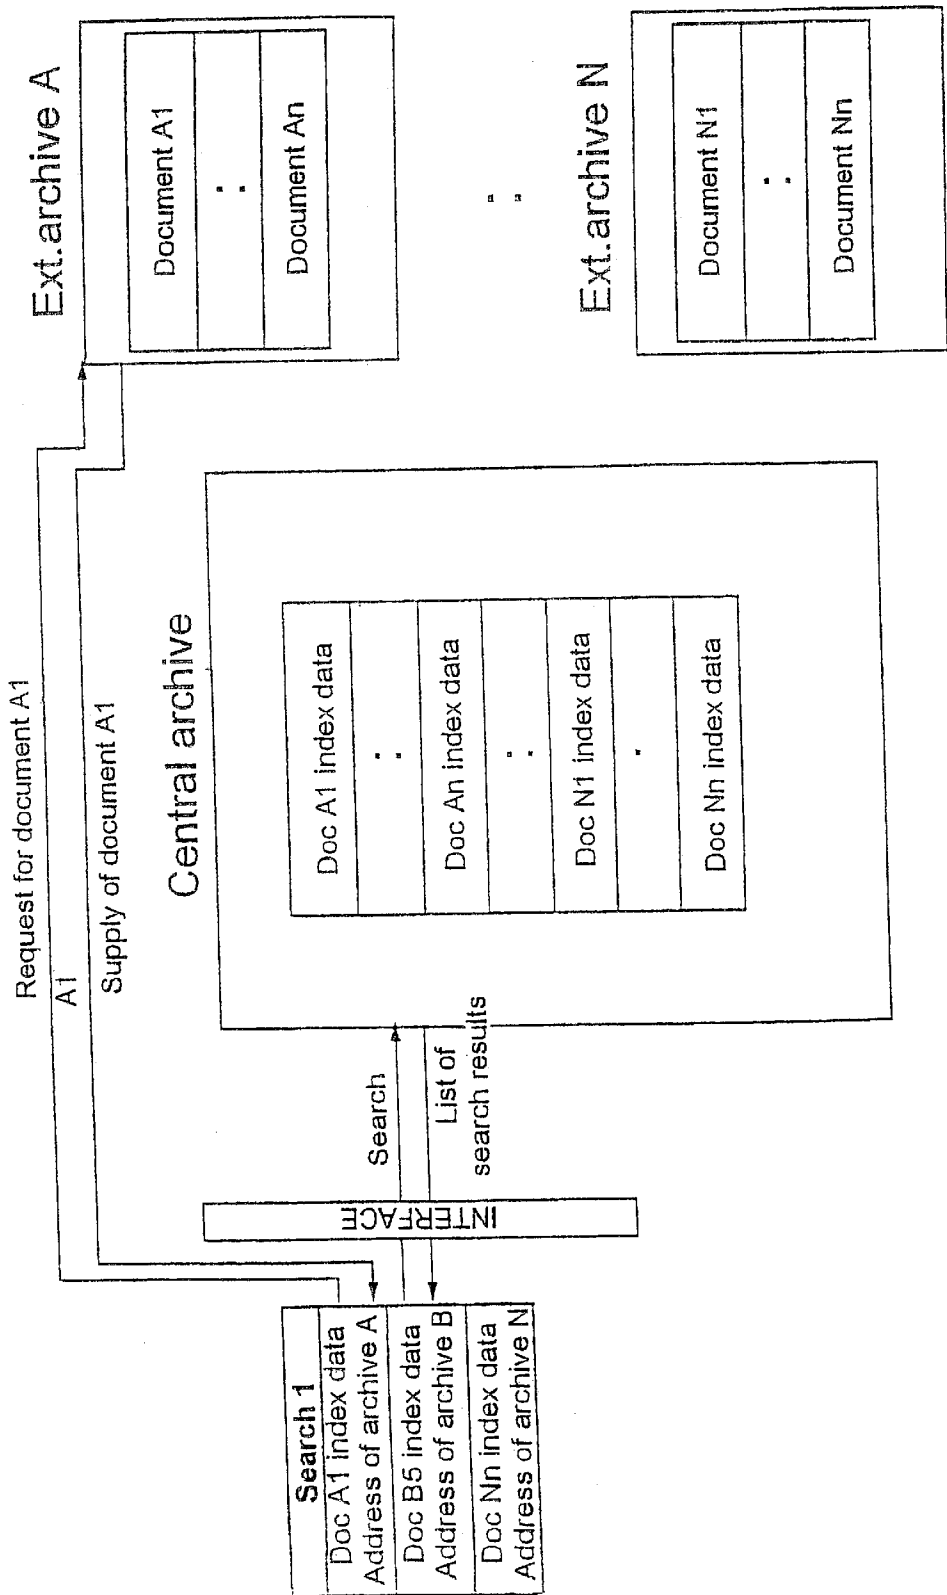 Request for document A1
A1
Supply of document A1
Search 1
Doc A1 index data
Address of archive A
Doc B5 index data
Address of archive B
Doc Nn index data
Address of archive N
INTERFACE
Search
List of
search results
Central archive
Doc A1 index data
Doc An index data
Doc N1 index data
Doc Nn index data
Ext.archive A
Document A1
Document An
Ext.archive N
Document N1
Document Nn